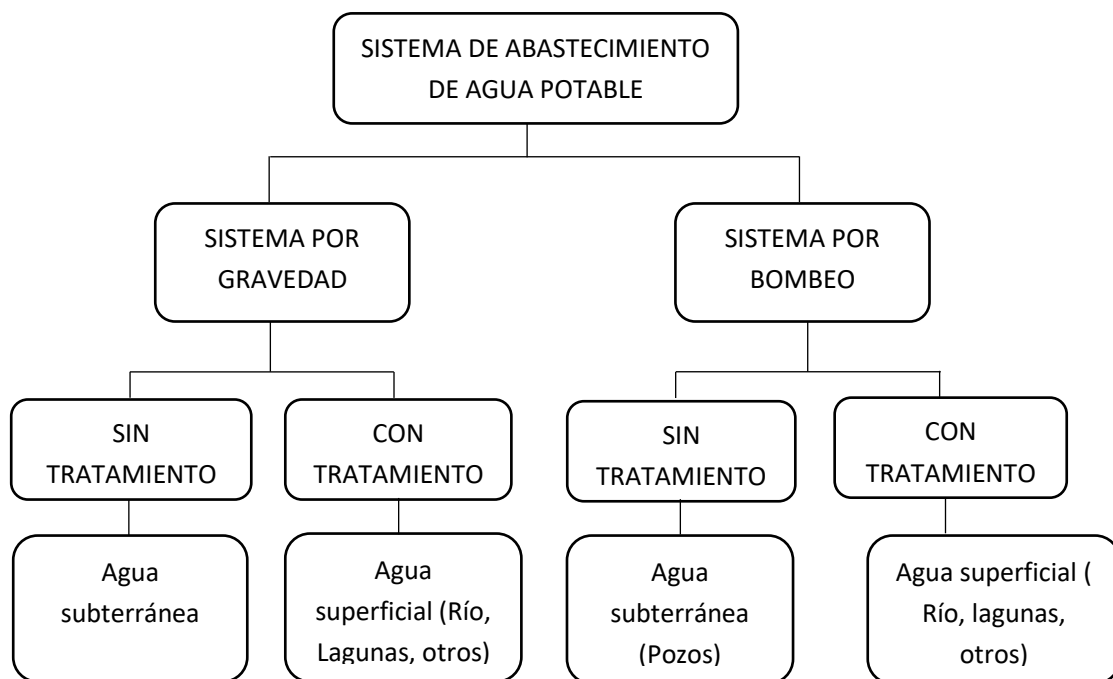 SISTEMA DE ABASTECIMIENTO
DE AGUA POTABLE
SISTEMA POR
GRAVEDAD
SISTEMA POR
BOMBEO
SIN
TRATAMIENTO
CON
TRATAMIENTO
SIN
TRATAMIENTO
CON
TRATAMIENTO
Agua
subterránea
Agua
superficial (Río,
Lagunas, otros)
Agua
subterránea
(Pozos)
Agua superficial (
Río, lagunas,
otros)